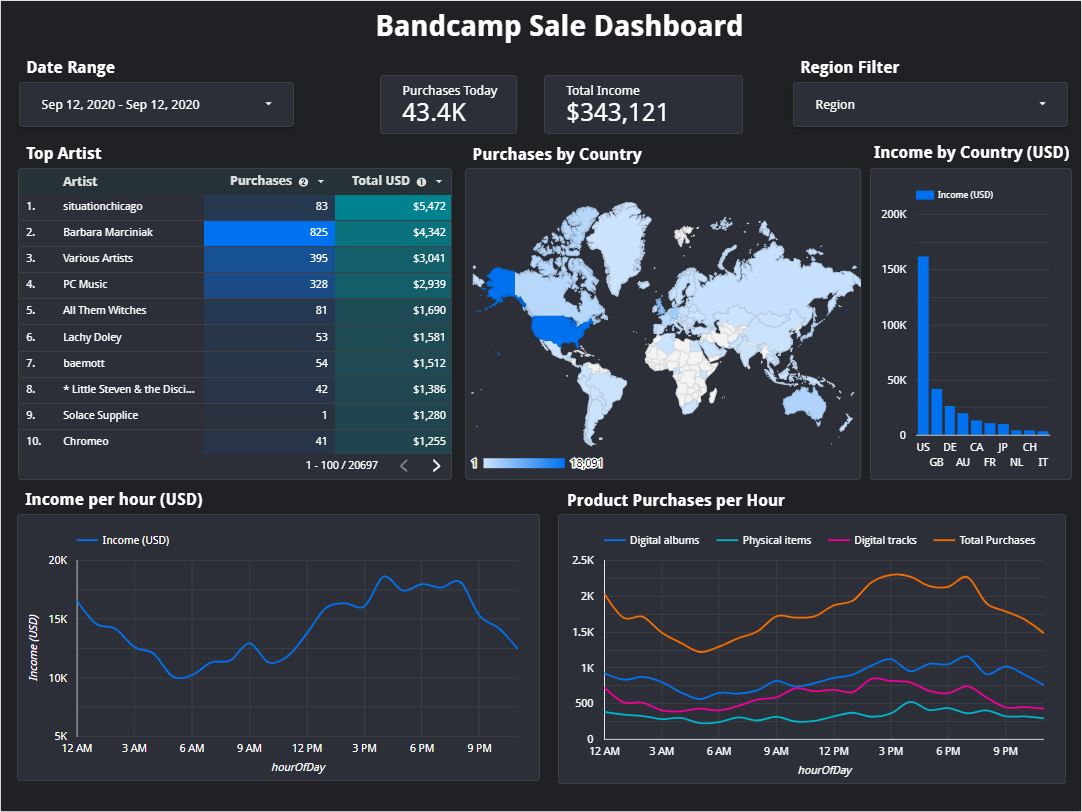 Bandcamp Sale Dashboard
Date Range
Region Filter
Sep 12, 2020 - Sep 12, 2020
Purchases Today
43.4K
Total Income
$343,121
Region
Top Artist
Purchases by Country
Income by Country (USD)
Artist Purchases 2 Total USD 1
1. situationchicago 83 $5,472
2. Barbara Marciniak 825 $4,342
3. Various Artists 395 $3,041
4. PC Music 328 $2,939
5. All Them Witches 81 $1,690
6. Lachy Doley 53 $1,581
7. baemott 54 $1,512
8. * Little Steven & the Disci... 42 $1,386
9. Solace Supplice 1 $1,280
10. Chromeo 41 $1,255
1 - 100 / 20697
1 18,091
Income (USD)
200K
150K
100K
50K
0
US DE CA JP CH
GB AU FR NL IT
Income per hour (USD)
Income (USD)
20K
15K
10K
5K
Income (USD)
12 AM 3 AM 6 AM 9 AM 12 PM 3 PM 6 PM 9 PM
hourOfDay
Product Purchases per Hour
Digital albums Physical items Digital tracks Total Purchases
2.5K
2K
1.5K
1K
500
0
12 AM 3 AM 6 AM 9 AM 12 PM 3 PM 6 PM 9 PM
hourOfDay